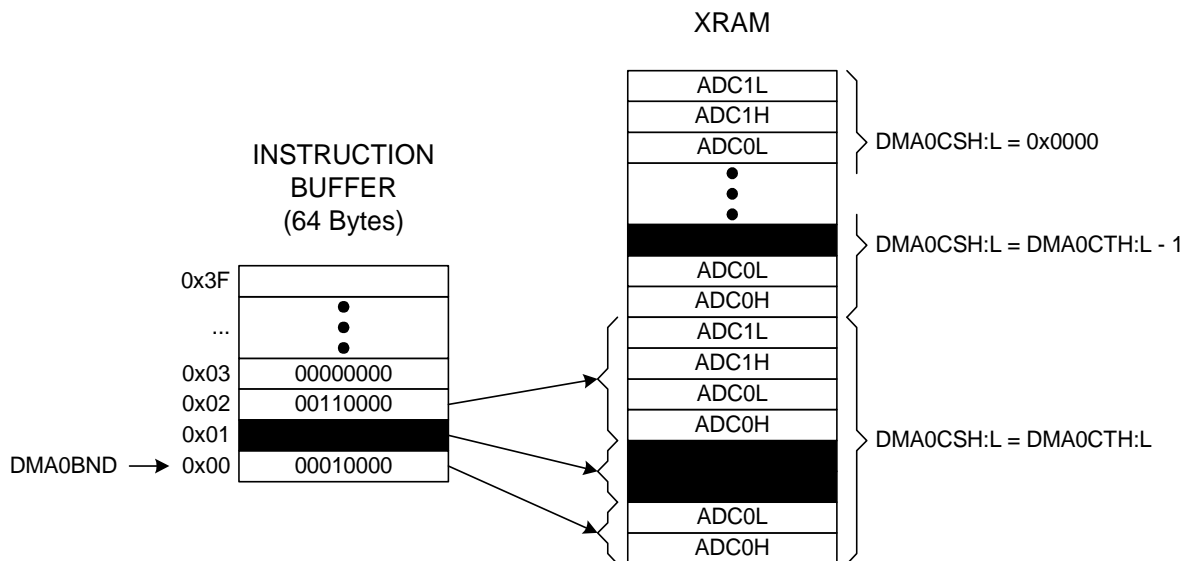 XRAM
ADC1L
ADC1H
ADC0L
DMA0CSH:L = 0x0000
INSTRUCTION
BUFFER
(64 Bytes)
DMA0CSH:L = DMA0CTH:L - 1
ADC0L
ADC0H
0x3F
...
0x03 00000000
0x02 00110000
0x01
DMA0BND 0x00 00010000
ADC1L
ADC1H
ADC0L
ADC0H
DMA0CSH:L = DMA0CTH:L
ADC0L
ADC0H